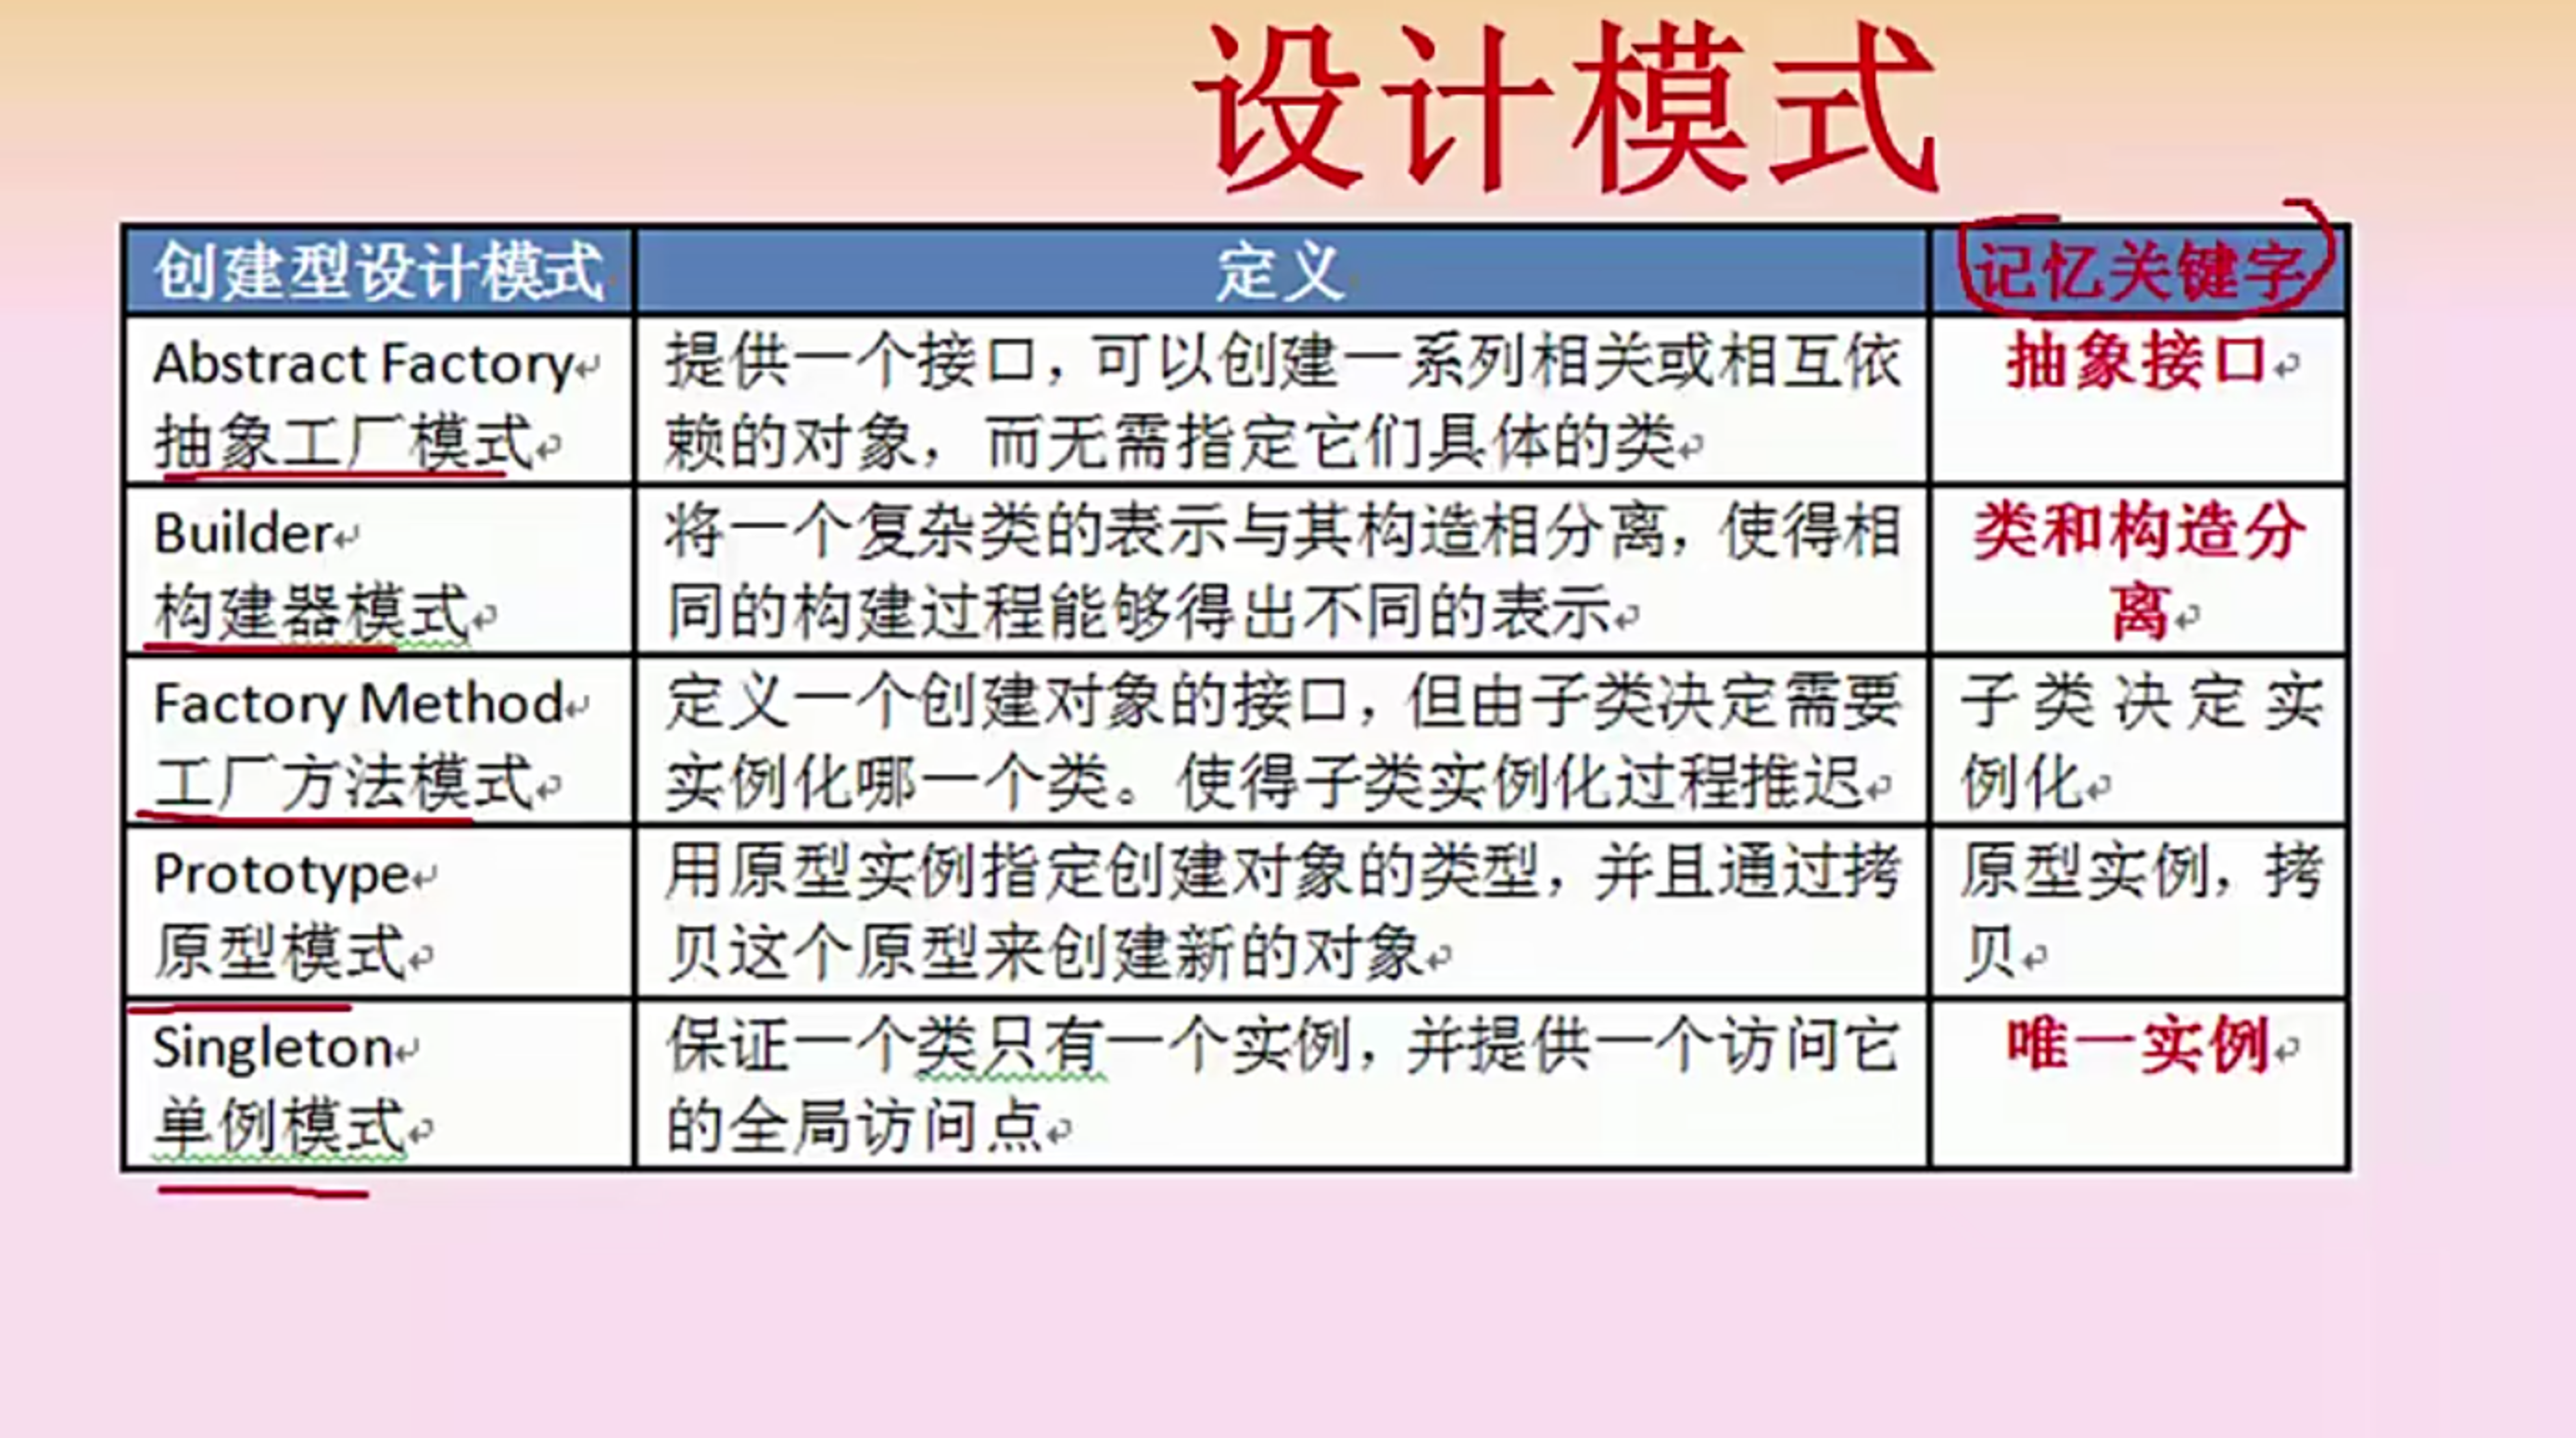 设计模式
创建型设计模式 定义 记忆关键字
Abstract Factory 提供一个接口，可以创建一系列相关或相互依 抽象接口
抽象工厂模式 赖的对象，而无需指定它们具体的类
Builder 将一个复杂类的表示与其构造相分离，使得相 类和构造分
构建器模式 同的构建过程能够得出不同的表示 离
Factory Method 定义一个创建对象的接口，但由子类决定需要 子类决定实
工厂方法模式 实例化哪一个类。使得子类实例化过程推迟 例化
Prototype 用原型实例指定创建对象的类型，并且通过拷 原型实例，拷
原型模式 贝这个原型来创建新的对象 贝
Singleton 保证一个类只有一个实例，并提供一个访问它 唯一实例
单例模式 的全局访问点